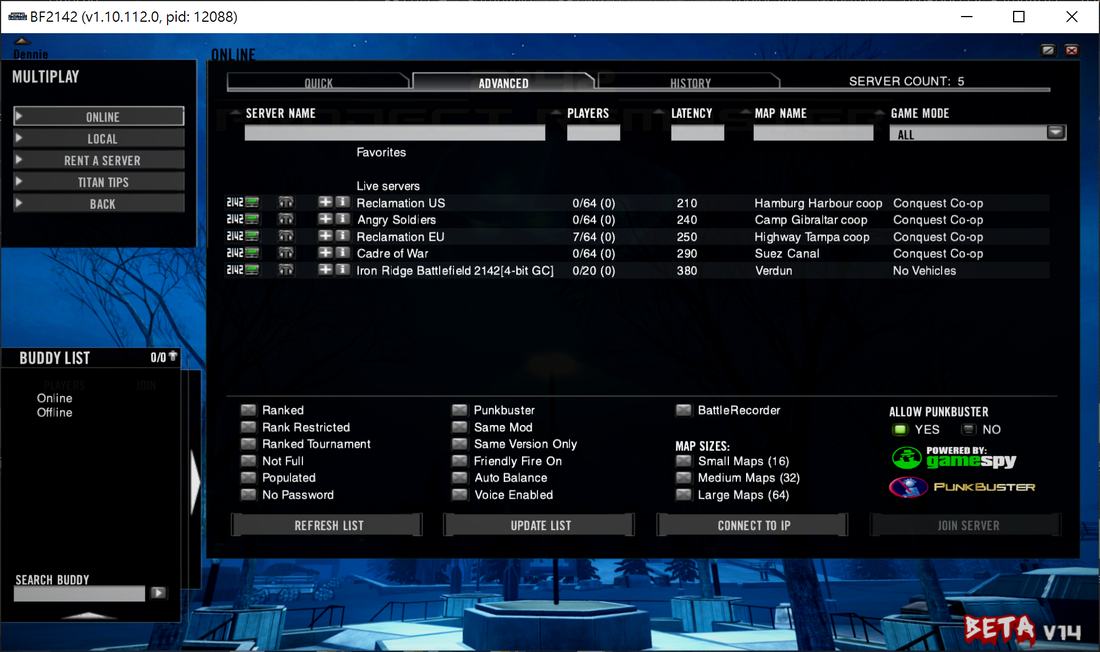 BF2142 (v1.10.112.0, pid: 12088)
Dennie
ONLINE
MULTIPLAY
ONLINE
LOCAL
RENT A SERVER
TITAN TIPS
BACK
QUICK ADVANCED HISTORY SERVER COUNT: 5
SERVER NAME PLAYERS LATENCY MAP NAME GAME MODE
ALL
Favorites
Live servers
2142 Reclamation US 0/64 (0) 210 Hamburg Harbour coop Conquest Co-op
2142 Angry Soldiers 0/64 (0) 240 Camp Gibraltar coop Conquest Co-op
2142 Reclamation EU 7/64 (0) 250 Highway Tampa coop Conquest Co-op
2142 Cadre of War 0/64 (0) 290 Suez Canal Conquest Co-op
2142 Iron Ridge Battlefield 2142[4-bit GC] 0/20 (0) 380 Verdun No Vehicles
BUDDY LIST 0/0
PLAYERS JOIN
Online
Offline
SEARCH BUDDY
Ranked
Rank Restricted
Ranked Tournament
Not Full
Populated
No Password
Punkbuster
Same Mod
Same Version Only
Friendly Fire On
Auto Balance
Voice Enabled
BattleRecorder
MAP SIZES:
Small Maps (16)
Medium Maps (32)
Large Maps (64)
ALLOW PUNKBUSTER
YES NO
POWERED BY:
gamespy
PUNKBUSTER
REFRESH LIST UPDATE LIST CONNECT TO IP JOIN SERVER
BETA V14